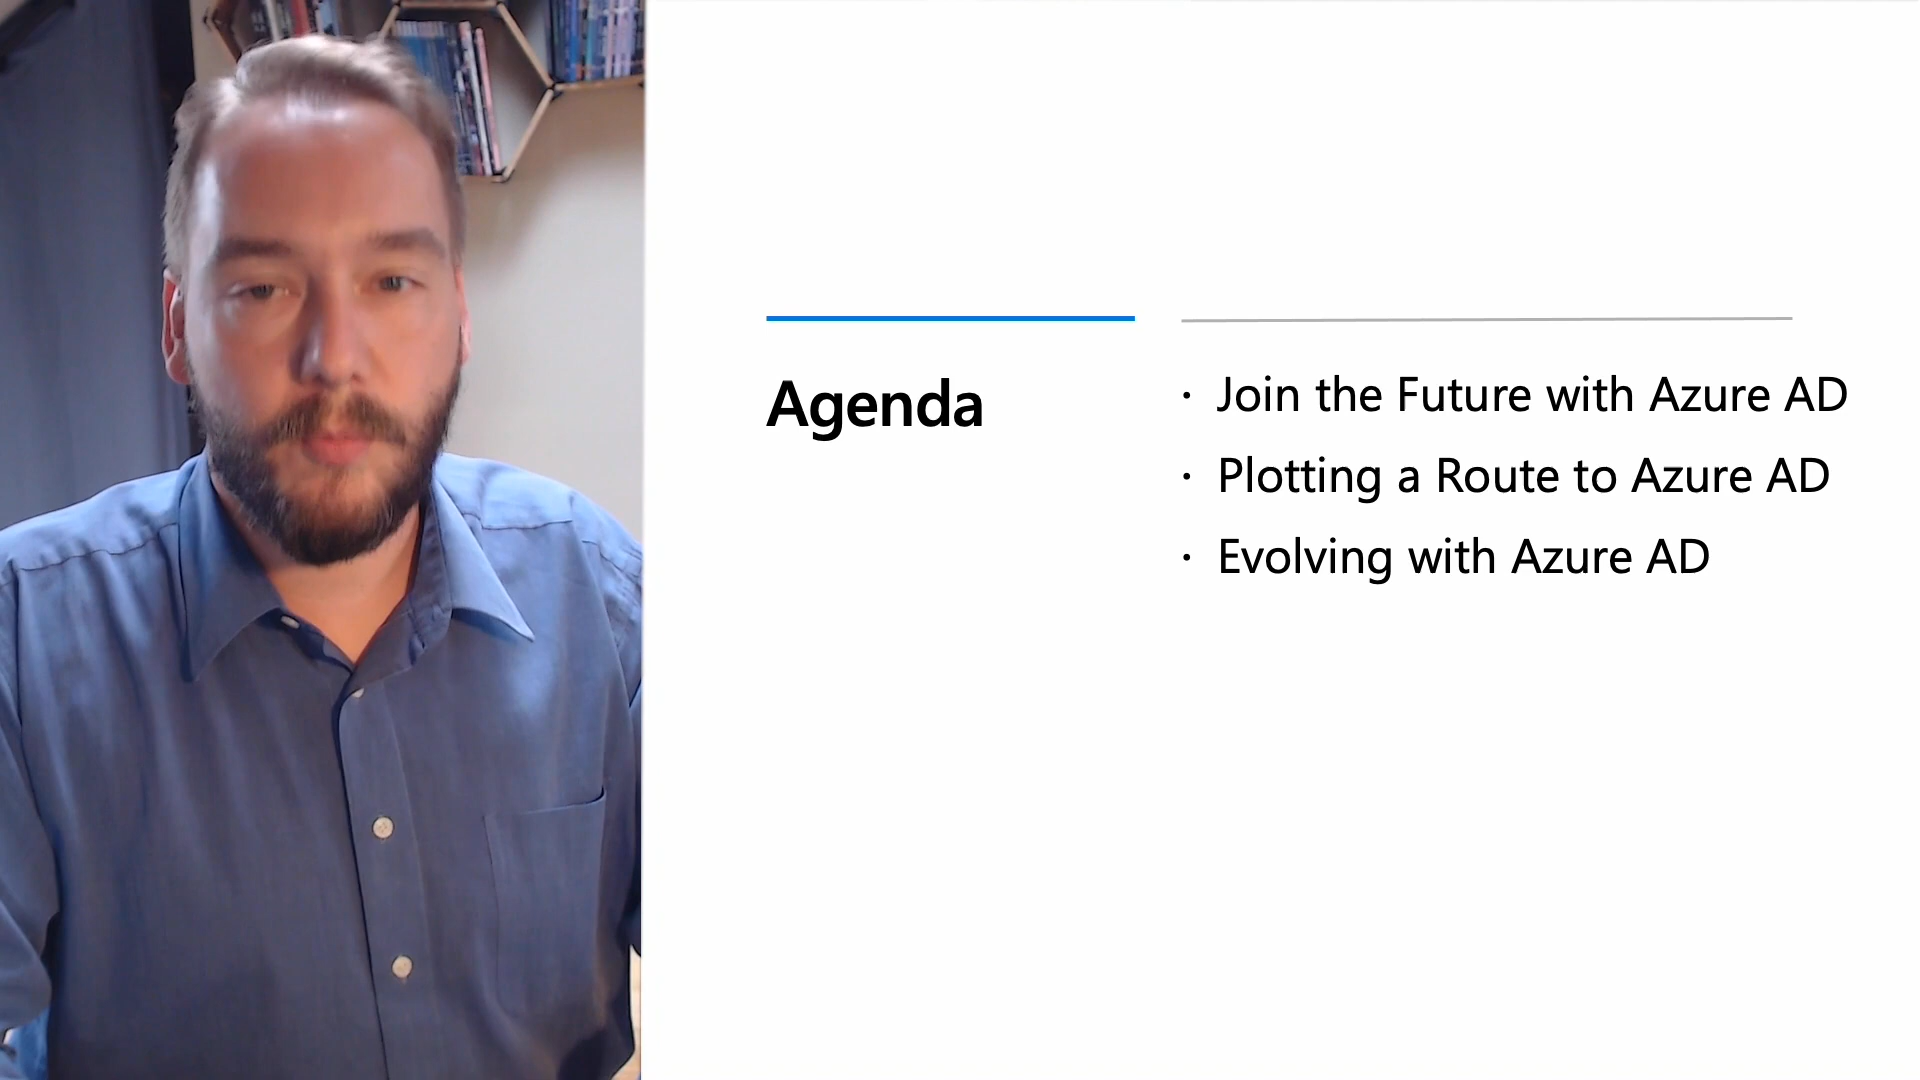 Agenda
· Join the Future with Azure AD
· Plotting a Route to Azure AD
· Evolving with Azure AD